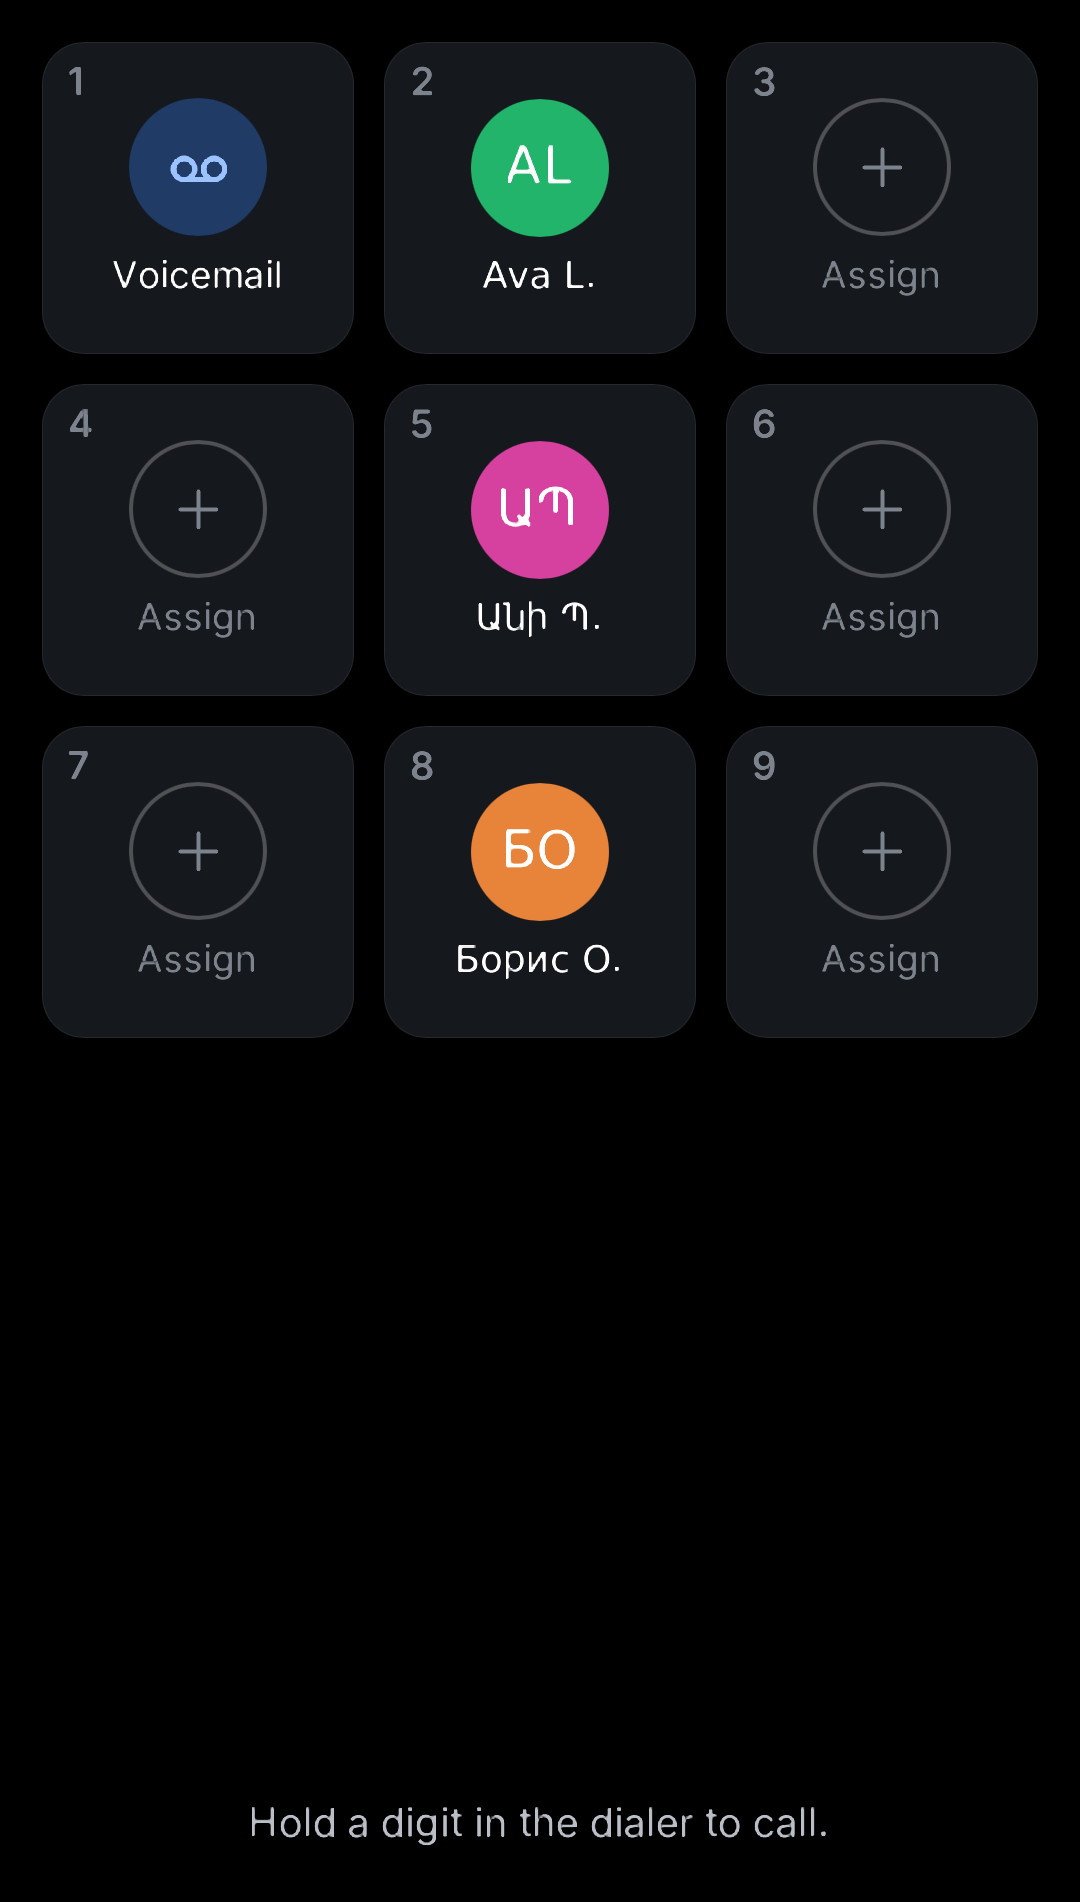 1
Voicemail
2
AL
Ava L.
3
Assign
4
Assign
5
ԱՊ
Անի Պ.
6
Assign
7
Assign
8
БО
Борис О.
9
Assign
Hold a digit in the dialer to call.